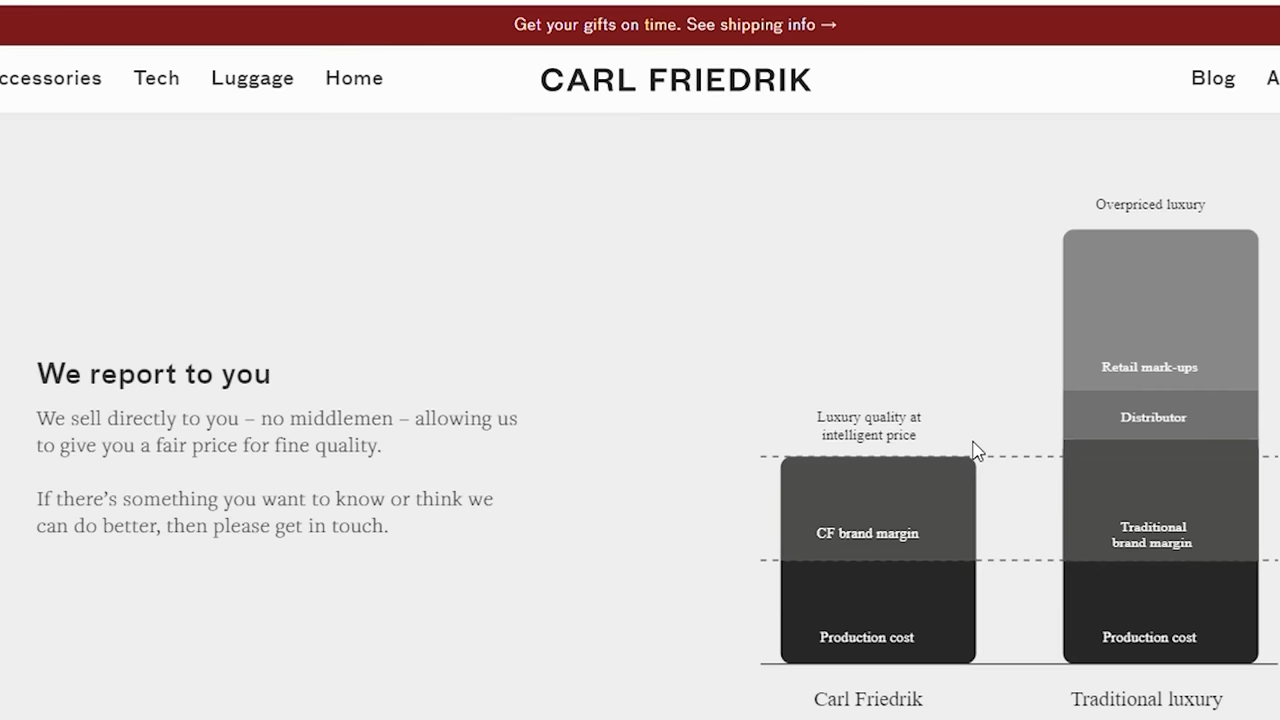 Get your gifts on time. See shipping info →
ccessories Tech Luggage Home CARL FRIEDRIK Blog A
Overpriced luxury
We report to you
We sell directly to you – no middlemen – allowing us
to give you a fair price for fine quality.
If there’s something you want to know or think we
can do better, then please get in touch.
Luxury quality at
intelligent price
CF brand margin
Production cost
Carl Friedrik
Retail mark-ups
Distributor
Traditional
brand margin
Production cost
Traditional luxury